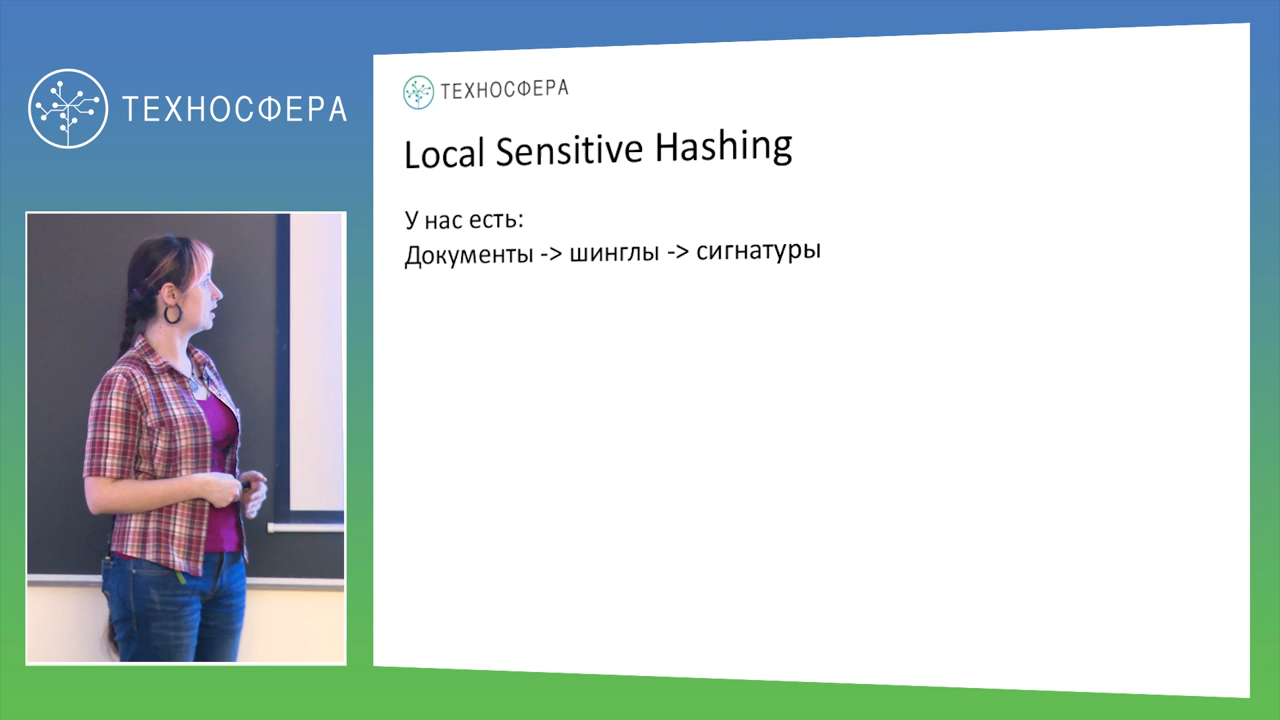 ТЕХНОСФЕРА
ТЕХНОСФЕРА
Local Sensitive Hashing
У нас есть:
Документы -> шинглы -> сигнатуры